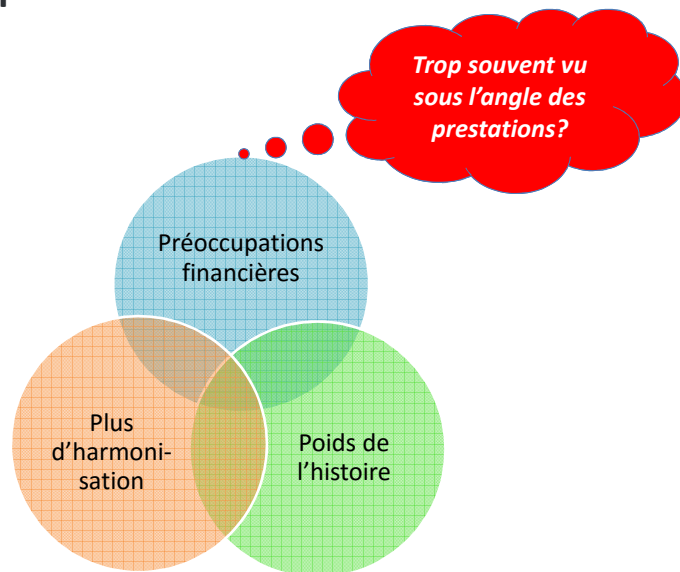 Trop souvent vu
sous l'angle des
prestations?
Préoccupations
financières
Plus
d'harmoni-
sation
Poids de
l'histoire